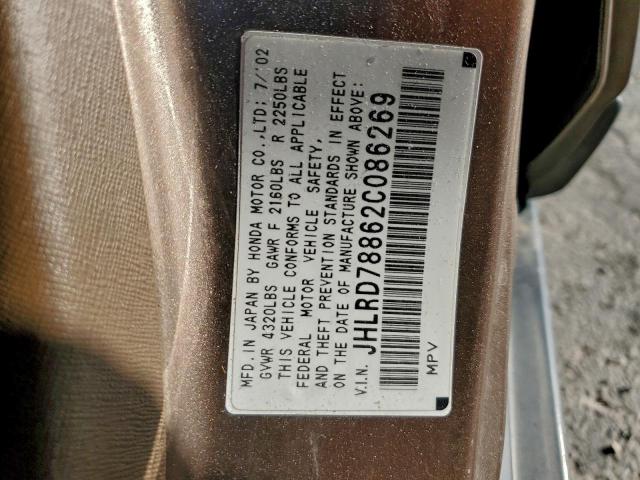 MFD. IN JAPAN BY HONDA MOTOR CO.,LTD: 7/'02
GVWR 4320LBS GAWR F 2160LBS R 2250LBS
THIS VEHICLE CONFORMS TO ALL APPLICABLE
FEDERAL MOTOR VEHICLE SAFETY,
AND THEFT PREVENTION STANDARDS IN EFFECT
ON THE DATE OF MANUFACTURE SHOWN ABOVE:
V.I.N. JHLRD78862C086269
MPV